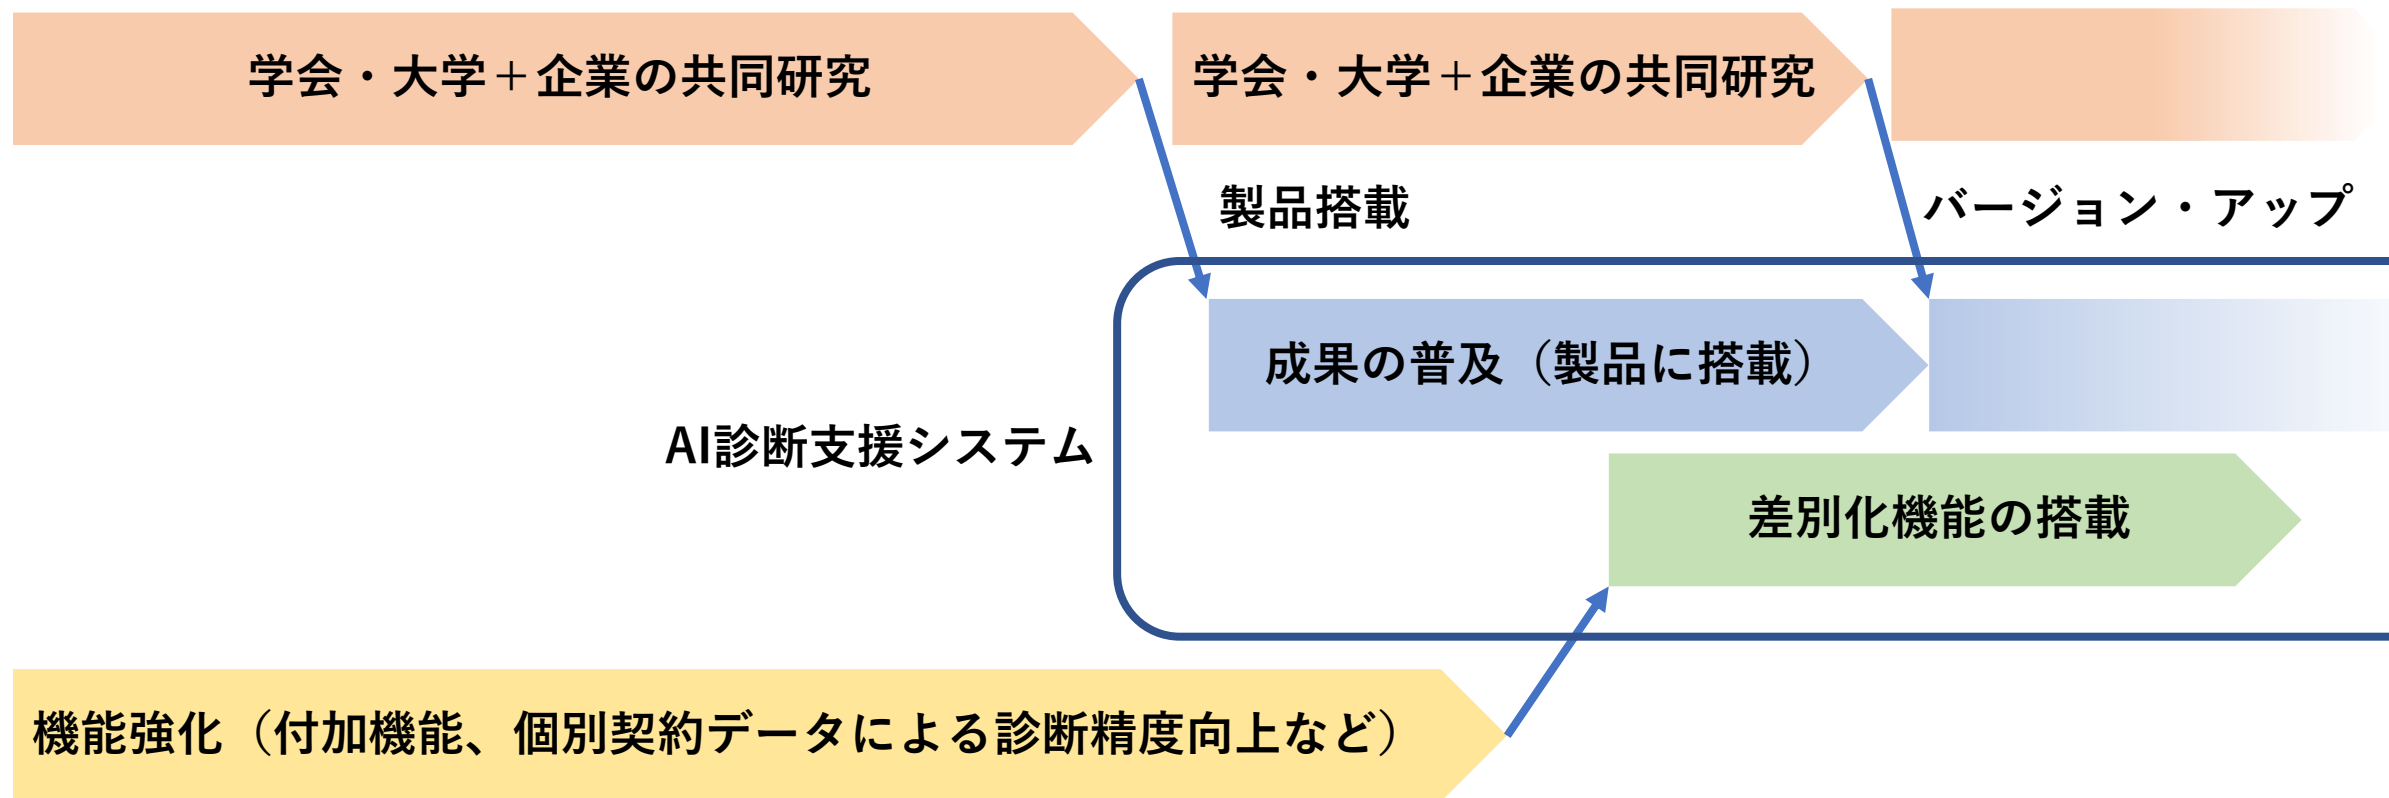 学会・大学＋企業の共同研究
学会・大学＋企業の共同研究
製品搭載
バージョン・アップ
成果の普及（製品に搭載）
AI診断支援システム
差別化機能の搭載
機能強化（付加機能、個別契約データによる診断精度向上など）